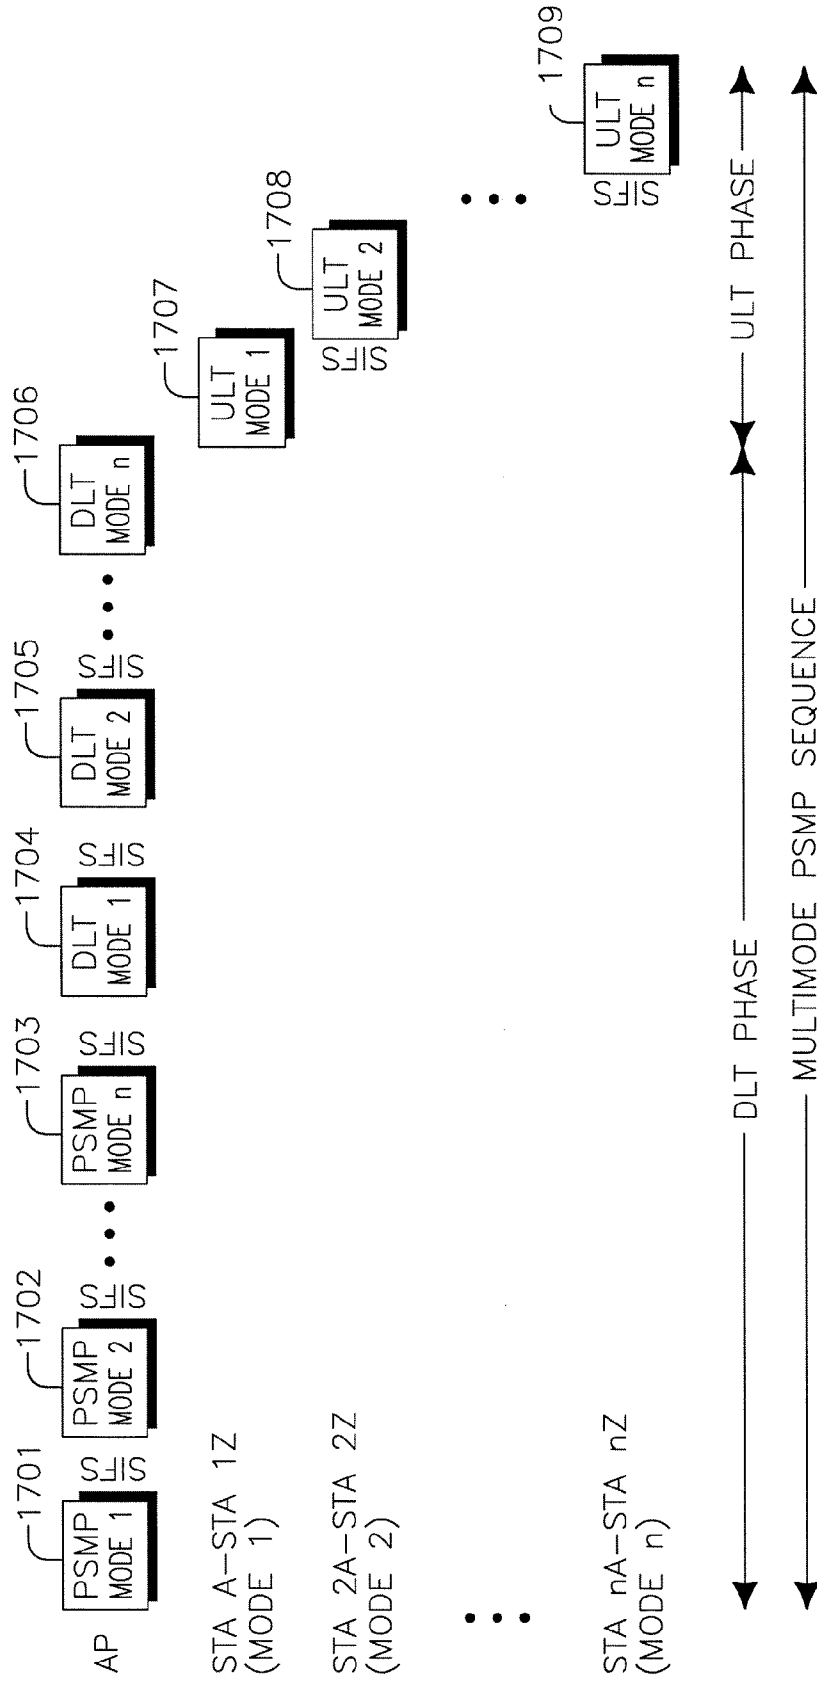 1701
1702
1703
1704
1705
1706
AP
PSMP
MODE 1
SIFS
PSMP
MODE 2
SIFS
PSMP
MODE n
SIFS
DLT
MODE 1
SIFS
DLT
MODE 2
SIFS
DLT
MODE n
STA A–STA 1Z
(MODE 1)
1707
ULT
MODE 1
STA 2A–STA 2Z
(MODE 2)
1708
SIFS
ULT
MODE 2
STA nA–STA nZ
(MODE n)
1709
SIFS
ULT
MODE n
DLT PHASE
ULT PHASE
MULTIMODE PSMP SEQUENCE